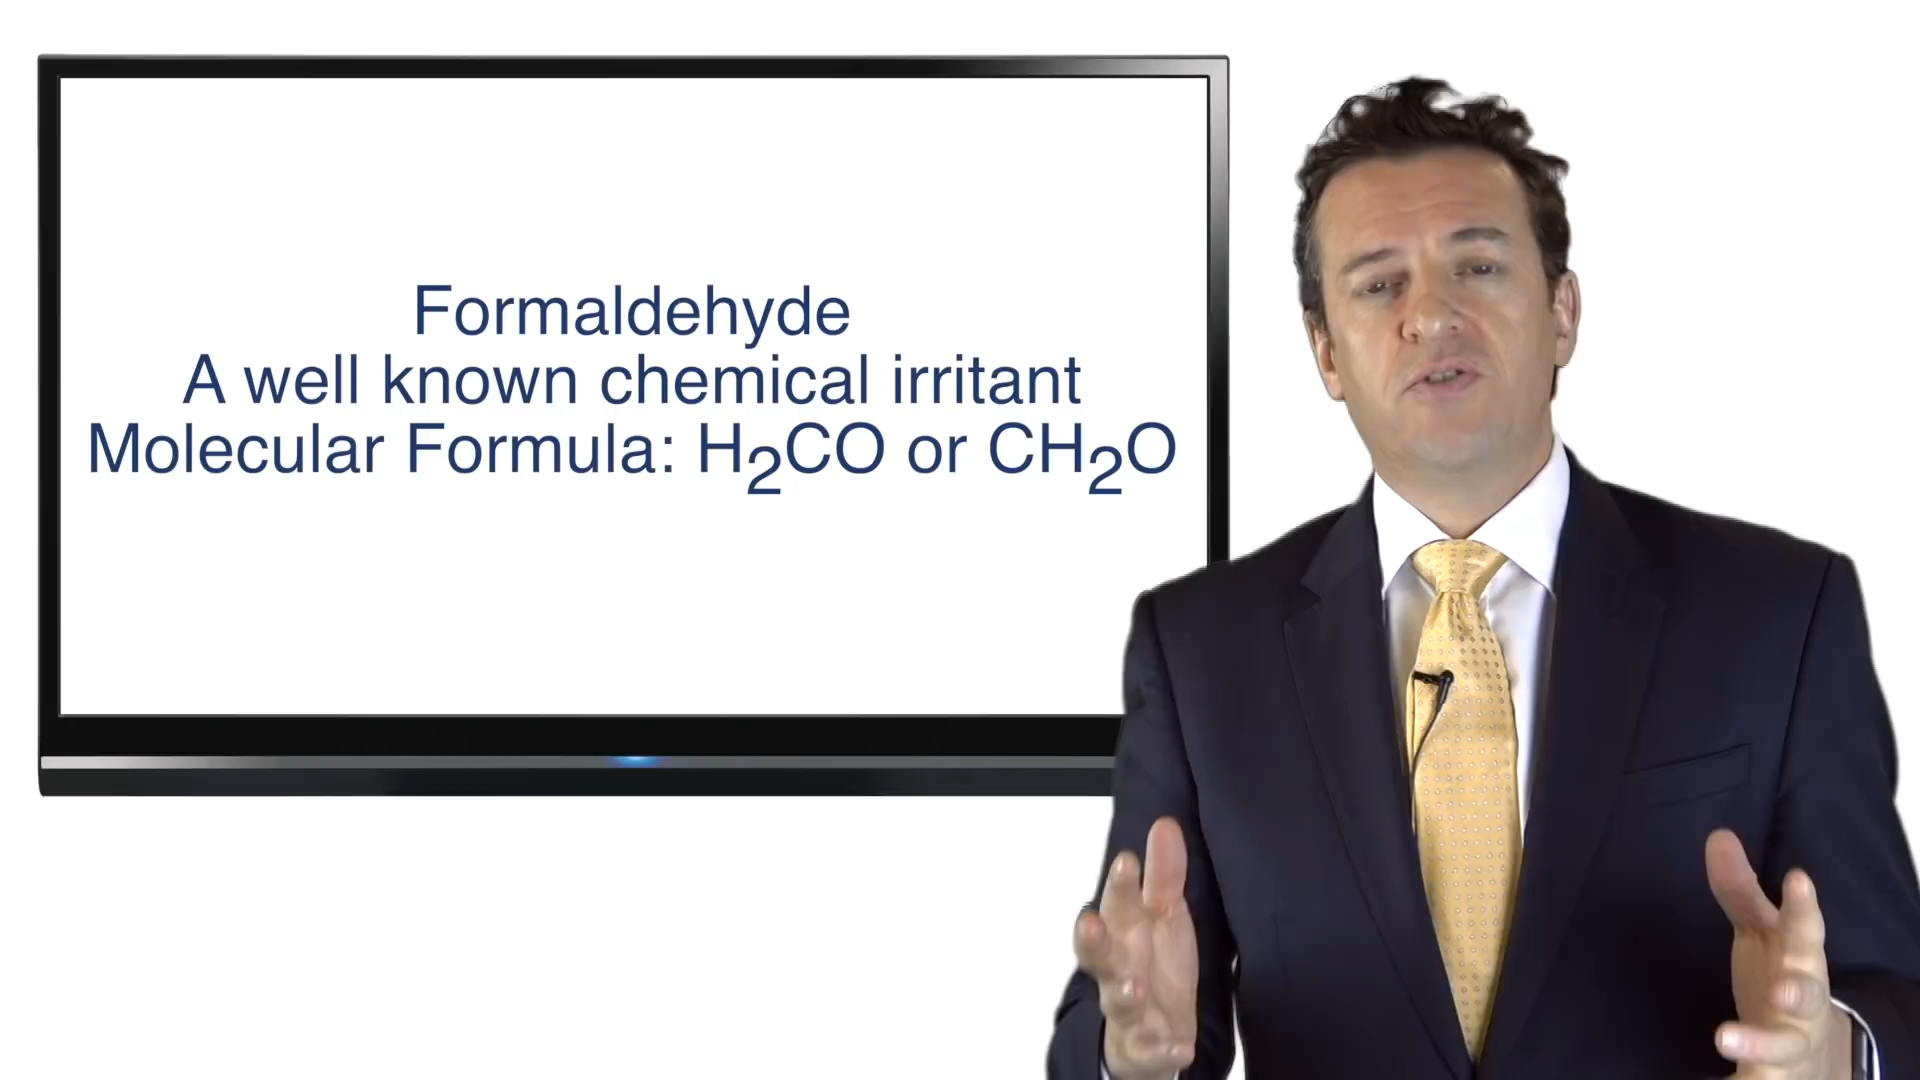 Formaldehyde
A well known chemical irritant
Molecular Formula: H₂CO or CH₂O